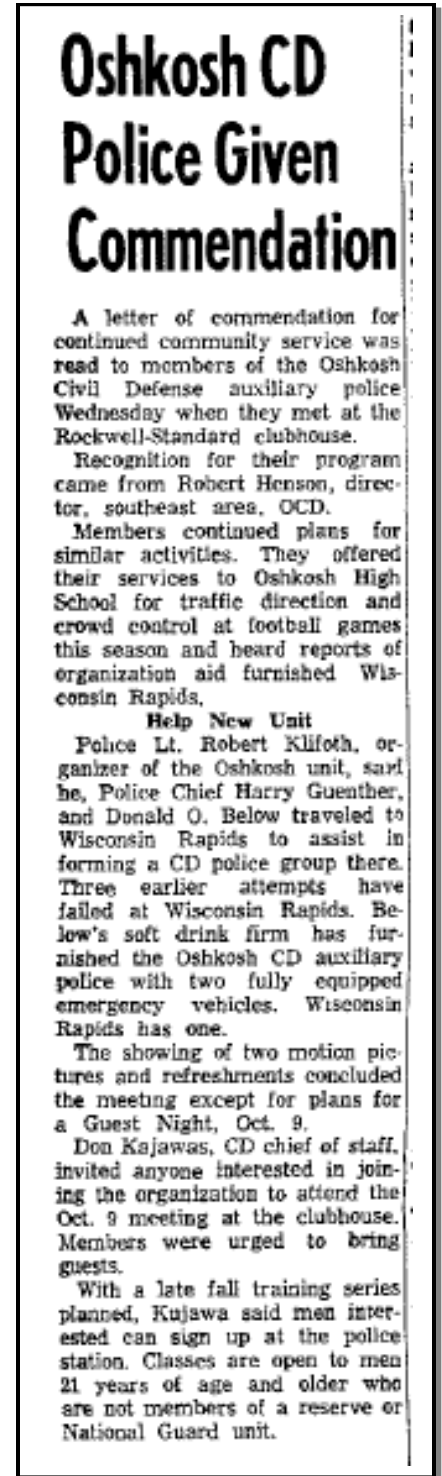 Oshkosh CD
Police Given
Commendation
A letter of commendation for
continued community service was
read to members of the Oshkosh
Civil Defense auxiliary police
Wednesday when they met at the
Rockwell-Standard clubhouse.
Recognition for their program
came from Robert Henson, direc-
tor, southeast area, OCD.
Members continued plans for
similar activities. They offered
their services to Oshkosh High
School for traffic direction and
crowd control at football games
this season and heard reports of
organization aid furnished Wis-
consin Rapids.
Help New Unit
Police Lt. Robert Klifoth, or-
ganizer of the Oshkosh unit, said
he, Police Chief Harry Guenther,
and Donald O. Below traveled to
Wisconsin Rapids to assist in
forming a CD police group there.
Three earlier attempts have
failed at Wisconsin Rapids. Be-
low's soft drink firm has fur-
nished the Oshkosh CD auxiliary
police with two fully equipped
emergency vehicles. Wisconsin
Rapids has one.
The showing of two motion pic-
tures and refreshments concluded
the meeting except for plans for
a Guest Night, Oct. 9.
Don Kajawas, CD chief of staff,
invited anyone interested in join-
ing the organization to attend the
Oct. 9 meeting at the clubhouse.
Members were urged to bring
guests.
With a late fall training series
planned, Kujawa said men inter-
ested can sign up at the police
station. Classes are open to men
21 years of age and older who
are not members of a reserve or
National Guard unit.